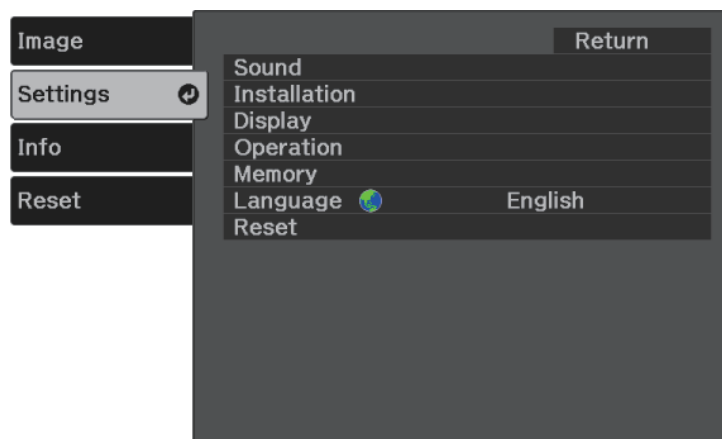 Image
Settings
Info
Reset
Return
Sound
Installation
Display
Operation
Memory
Language English
Reset